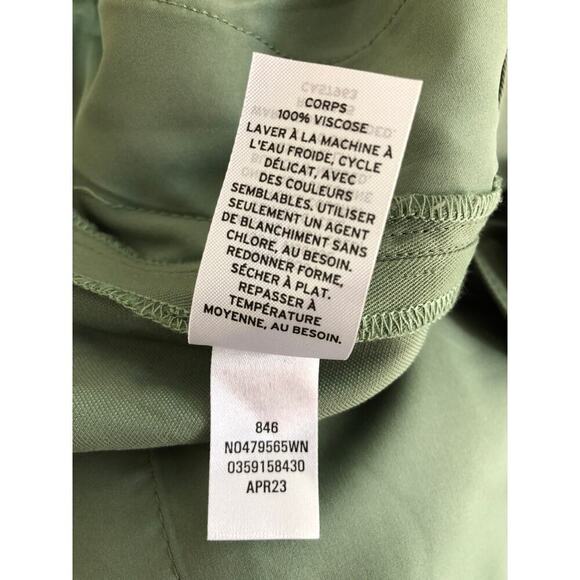 CORPS
100% VISCOSE
LAVER À LA MACHINE À
L'EAU FROIDE, CYCLE
DÉLICAT, AVEC
DES COULEURS
SEMBLABLES. UTILISER
SEULEMENT UN AGENT
DE BLANCHIMENT SANS
CHLORE, AU BESOIN.
REDONNER FORME,
SÉCHER À PLAT.
REPASSER À
TEMPÉRATURE
MOYENNE, AU BESOIN.
846
N0479565WN
0359158430
APR23